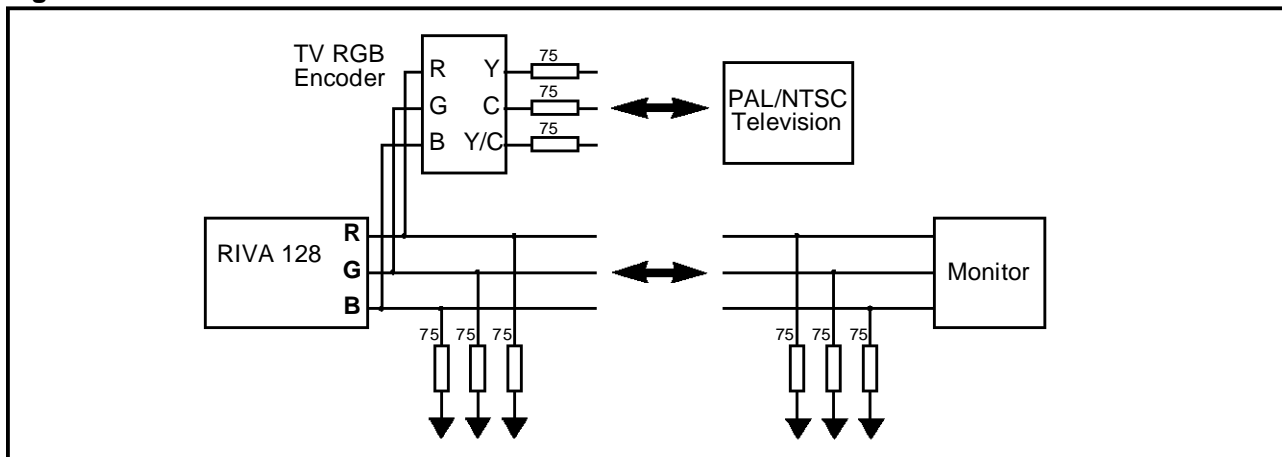 TV RGB
Encoder
R
G
B
Y
C
Y/C
75
75
75
PAL/NTSC
Television
RIVA 128
R
G
B
75
75
75
75
75
75
Monitor